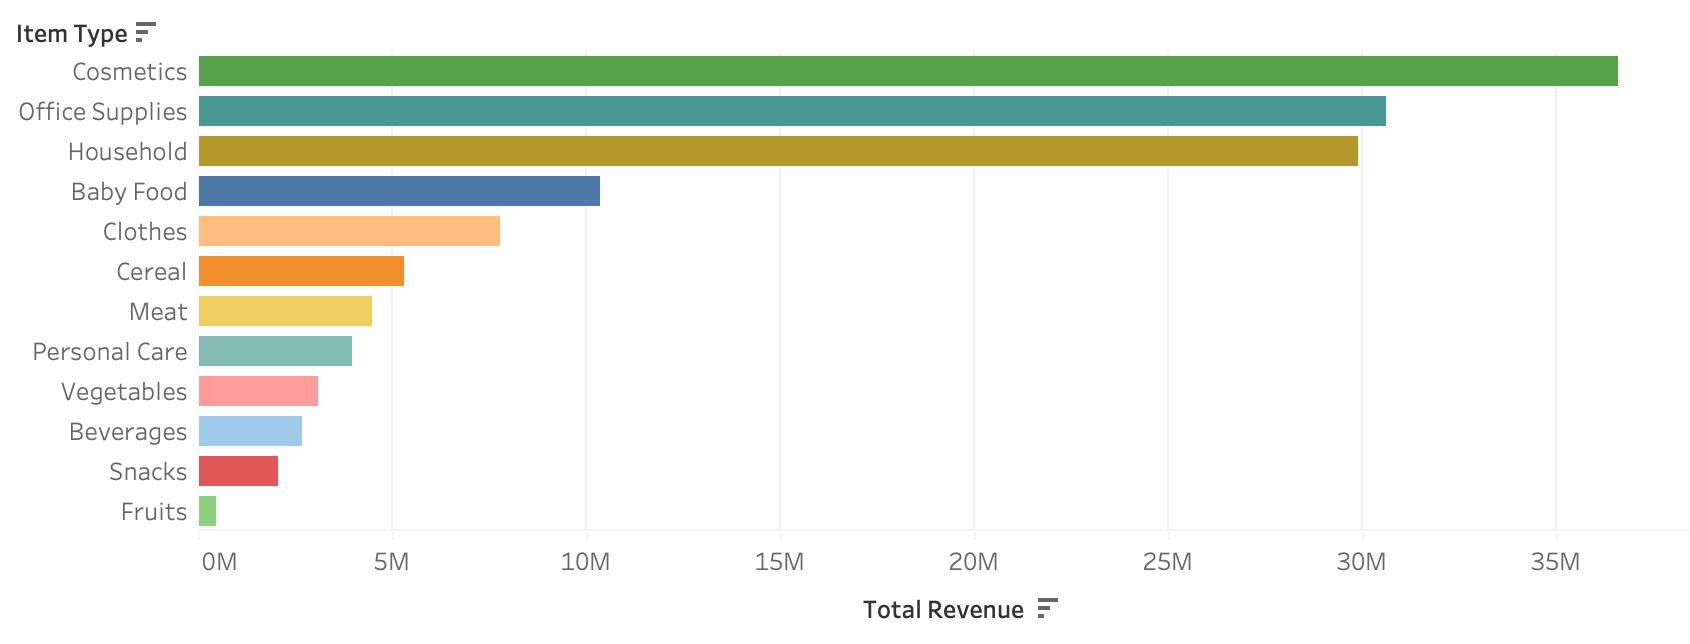 Item Type
Cosmetics
Office Supplies
Household
Baby Food
Clothes
Cereal
Meat
Personal Care
Vegetables
Beverages
Snacks
Fruits
0M 5M 10M 15M 20M 25M 30M 35M
Total Revenue